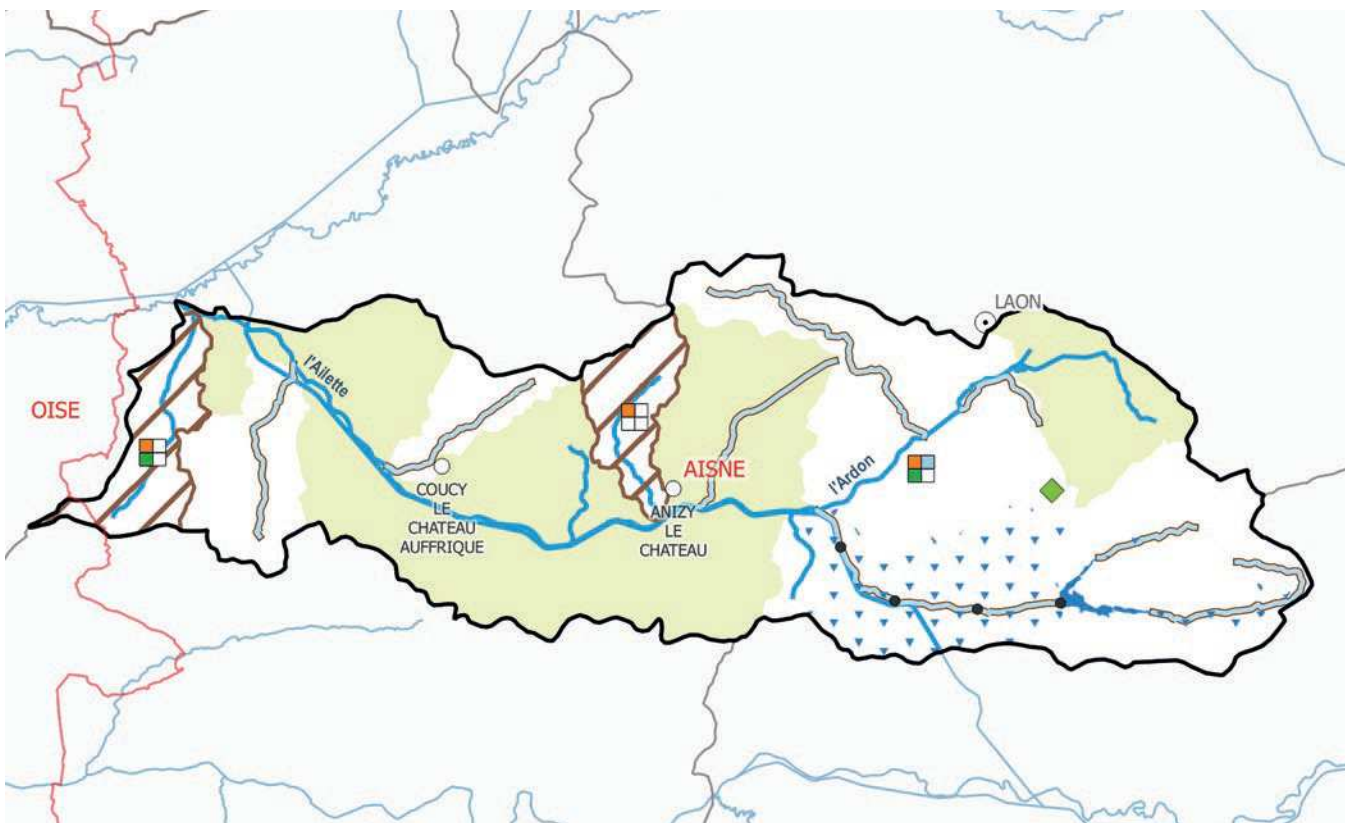 LAON
l'Ailette
OISE
AISNE
l'Ardon
COUCY
LE
CHATEAU
AUFFRIQUE
ANIZY
LE
CHATEAU